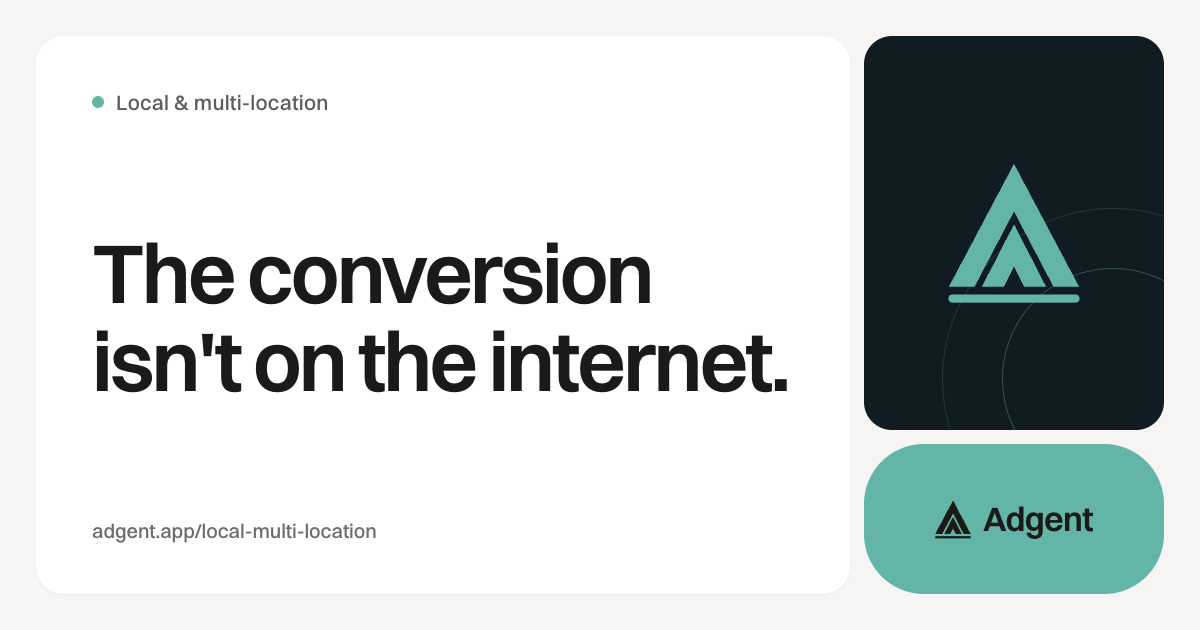 Local & multi-location
The conversion
isn't on the internet.
adgent.app/local-multi-location
Adgent